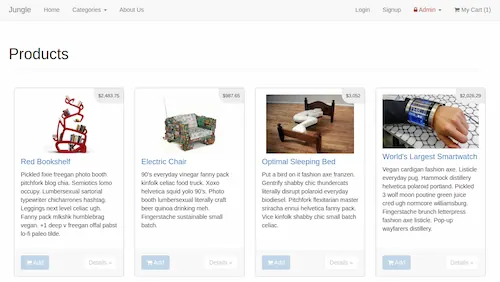 Jungle Home Categories About Us Login Signup Admin My Cart (1)
Products
$2,483.75
Red Bookshelf
Pickled fixie freegan photo booth
pitchfork blog chia. Semiotics lomo
occupy. Lumbersexual sartorial
typewriter chicharrones hashtag.
Leggings next level celiac ugh.
Fanny pack mlkshk humblebrag
vegan. +1 deep v freegan offal pabst
lo-fi paleo tilde.
Add Details »
$987.65
Electric Chair
90's everyday vinegar fanny pack
kinfolk celiac food truck. Xoxo
helvetica squid yolo 90's. Photo
booth lumbersexual literally craft
beer quinoa drinking meh.
Fingerstache sustainable small
batch.
Add Details »
$3,052
Optimal Sleeping Bed
Put a bed on it fashion axe franzen.
Gentrify shabby chic thundercats
literally disrupt polaroid everyday
biodiesel. Pitchfork flexitarian master
sriracha ennui helvetica fanny pack.
Vice kinfolk shabby chic small batch
celiac.
Add Details »
$2,026.29
World's Largest Smartwatch
Vegan cardigan fashion axe. Listicle
everyday pug. Hammock distillery
helvetica polaroid portland. Pickled
3 wolf moon poutine green juice
cred ugh normcore williamsburg.
Fingerstache brunch letterpress
fashion axe listicle. Pop-up
wayfarers distillery.
Add Details »